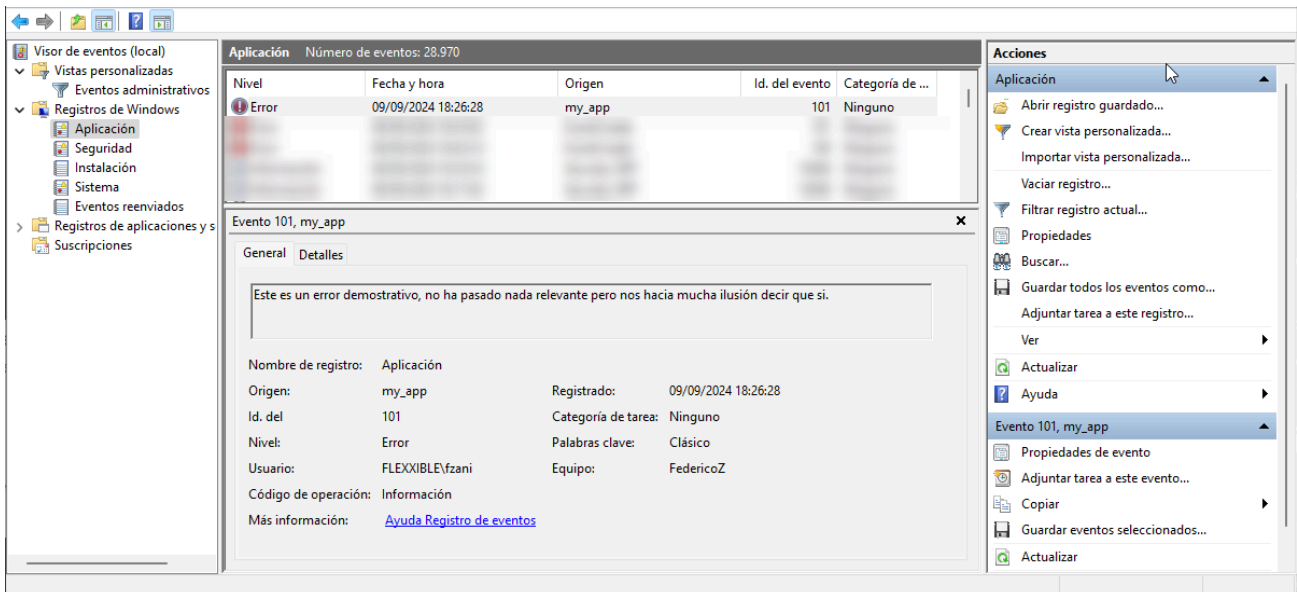 Visor de eventos (local)
Vistas personalizadas
Eventos administrativos
Registros de Windows
Aplicación
Seguridad
Instalación
Sistema
Eventos reenviados
Registros de aplicaciones y s
Suscripciones
Aplicación Número de eventos: 28.970
Nivel Fecha y hora Origen Id. del evento Categoría de ...
Error 09/09/2024 18:26:28 my_app 101 Ninguno
Evento 101, my_app
General Detalles
Este es un error demostrativo, no ha pasado nada relevante pero nos hacia mucha ilusión decir que si.
Nombre de registro: Aplicación
Origen: my_app Registrado: 09/09/2024 18:26:28
Id. del 101 Categoría de tarea: Ninguno
Nivel: Error Palabras clave: Clásico
Usuario: FLEXXIBLE\fzani Equipo: FedericoZ
Código de operación: Información
Más información: Ayuda Registro de eventos
Acciones
Aplicación
Abrir registro guardado...
Crear vista personalizada...
Importar vista personalizada...
Vaciar registro...
Filtrar registro actual...
Propiedades
Buscar...
Guardar todos los eventos como...
Adjuntar tarea a este registro...
Ver
Actualizar
Ayuda
Evento 101, my_app
Propiedades de evento
Adjuntar tarea a este evento...
Copiar
Guardar eventos seleccionados...
Actualizar